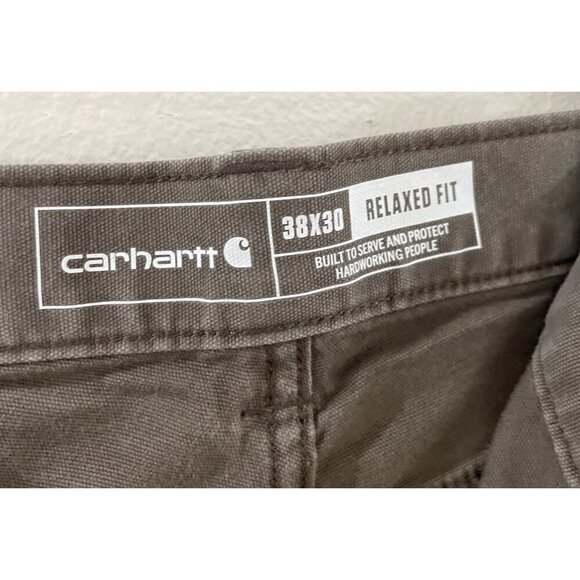 carhartt
38X30 RELAXED FIT
BUILT TO SERVE AND PROTECT
HARDWORKING PEOPLE